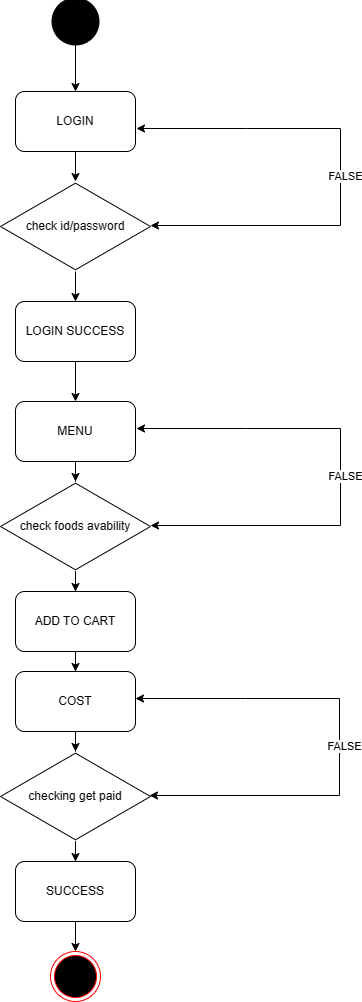 LOGIN
FALSE
check id/password
LOGIN SUCCESS
MENU
FALSE
check foods avability
ADD TO CART
COST
FALSE
checking get paid
SUCCESS